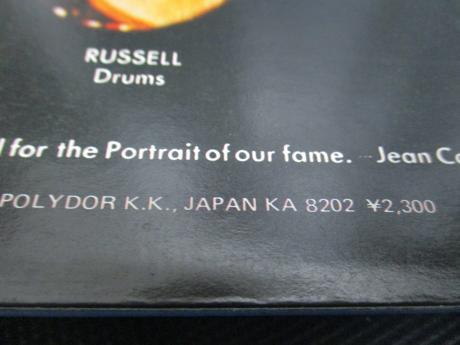 RUSSELL
Drums
for the Portrait of our fame. – Jean
POLYDOR K.K., JAPAN KA 8202 ¥2,300